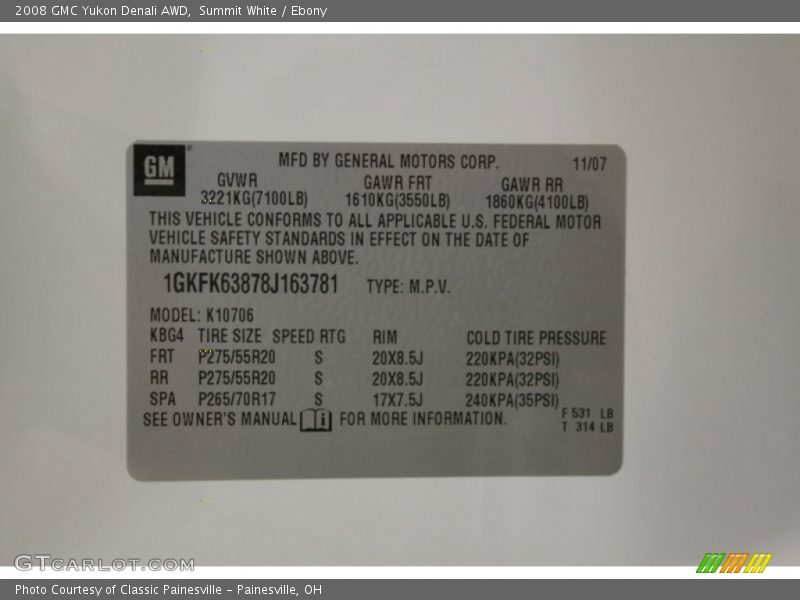 2008 GMC Yukon Denali AWD,  Summit White / Ebony
GM
MFD BY GENERAL MOTORS CORP. 11/07
GVWR GAWR FRT GAWR RR
3221KG(7100LB) 1610KG(3550LB) 1860KG(4100LB)
THIS VEHICLE CONFORMS TO ALL APPLICABLE U.S. FEDERAL MOTOR
VEHICLE SAFETY STANDARDS IN EFFECT ON THE DATE OF
MANUFACTURE SHOWN ABOVE.
1GKFK63878J163781 TYPE: M.P.V.
MODEL: K10706
KBG4 TIRE SIZE SPEED RTG RIM COLD TIRE PRESSURE
FRT P275/55R20 S 20X8.5J 220KPA(32PSI)
RR P275/55R20 S 20X8.5J 220KPA(32PSI)
SPA P265/70R17 S 17X7.5J 240KPA(35PSI)
SEE OWNER'S MANUAL i FOR MORE INFORMATION.
F 531 LB
T 314 LB
GTCARLOT.COM
Photo Courtesy of Classic Painesville - Painesville, OH